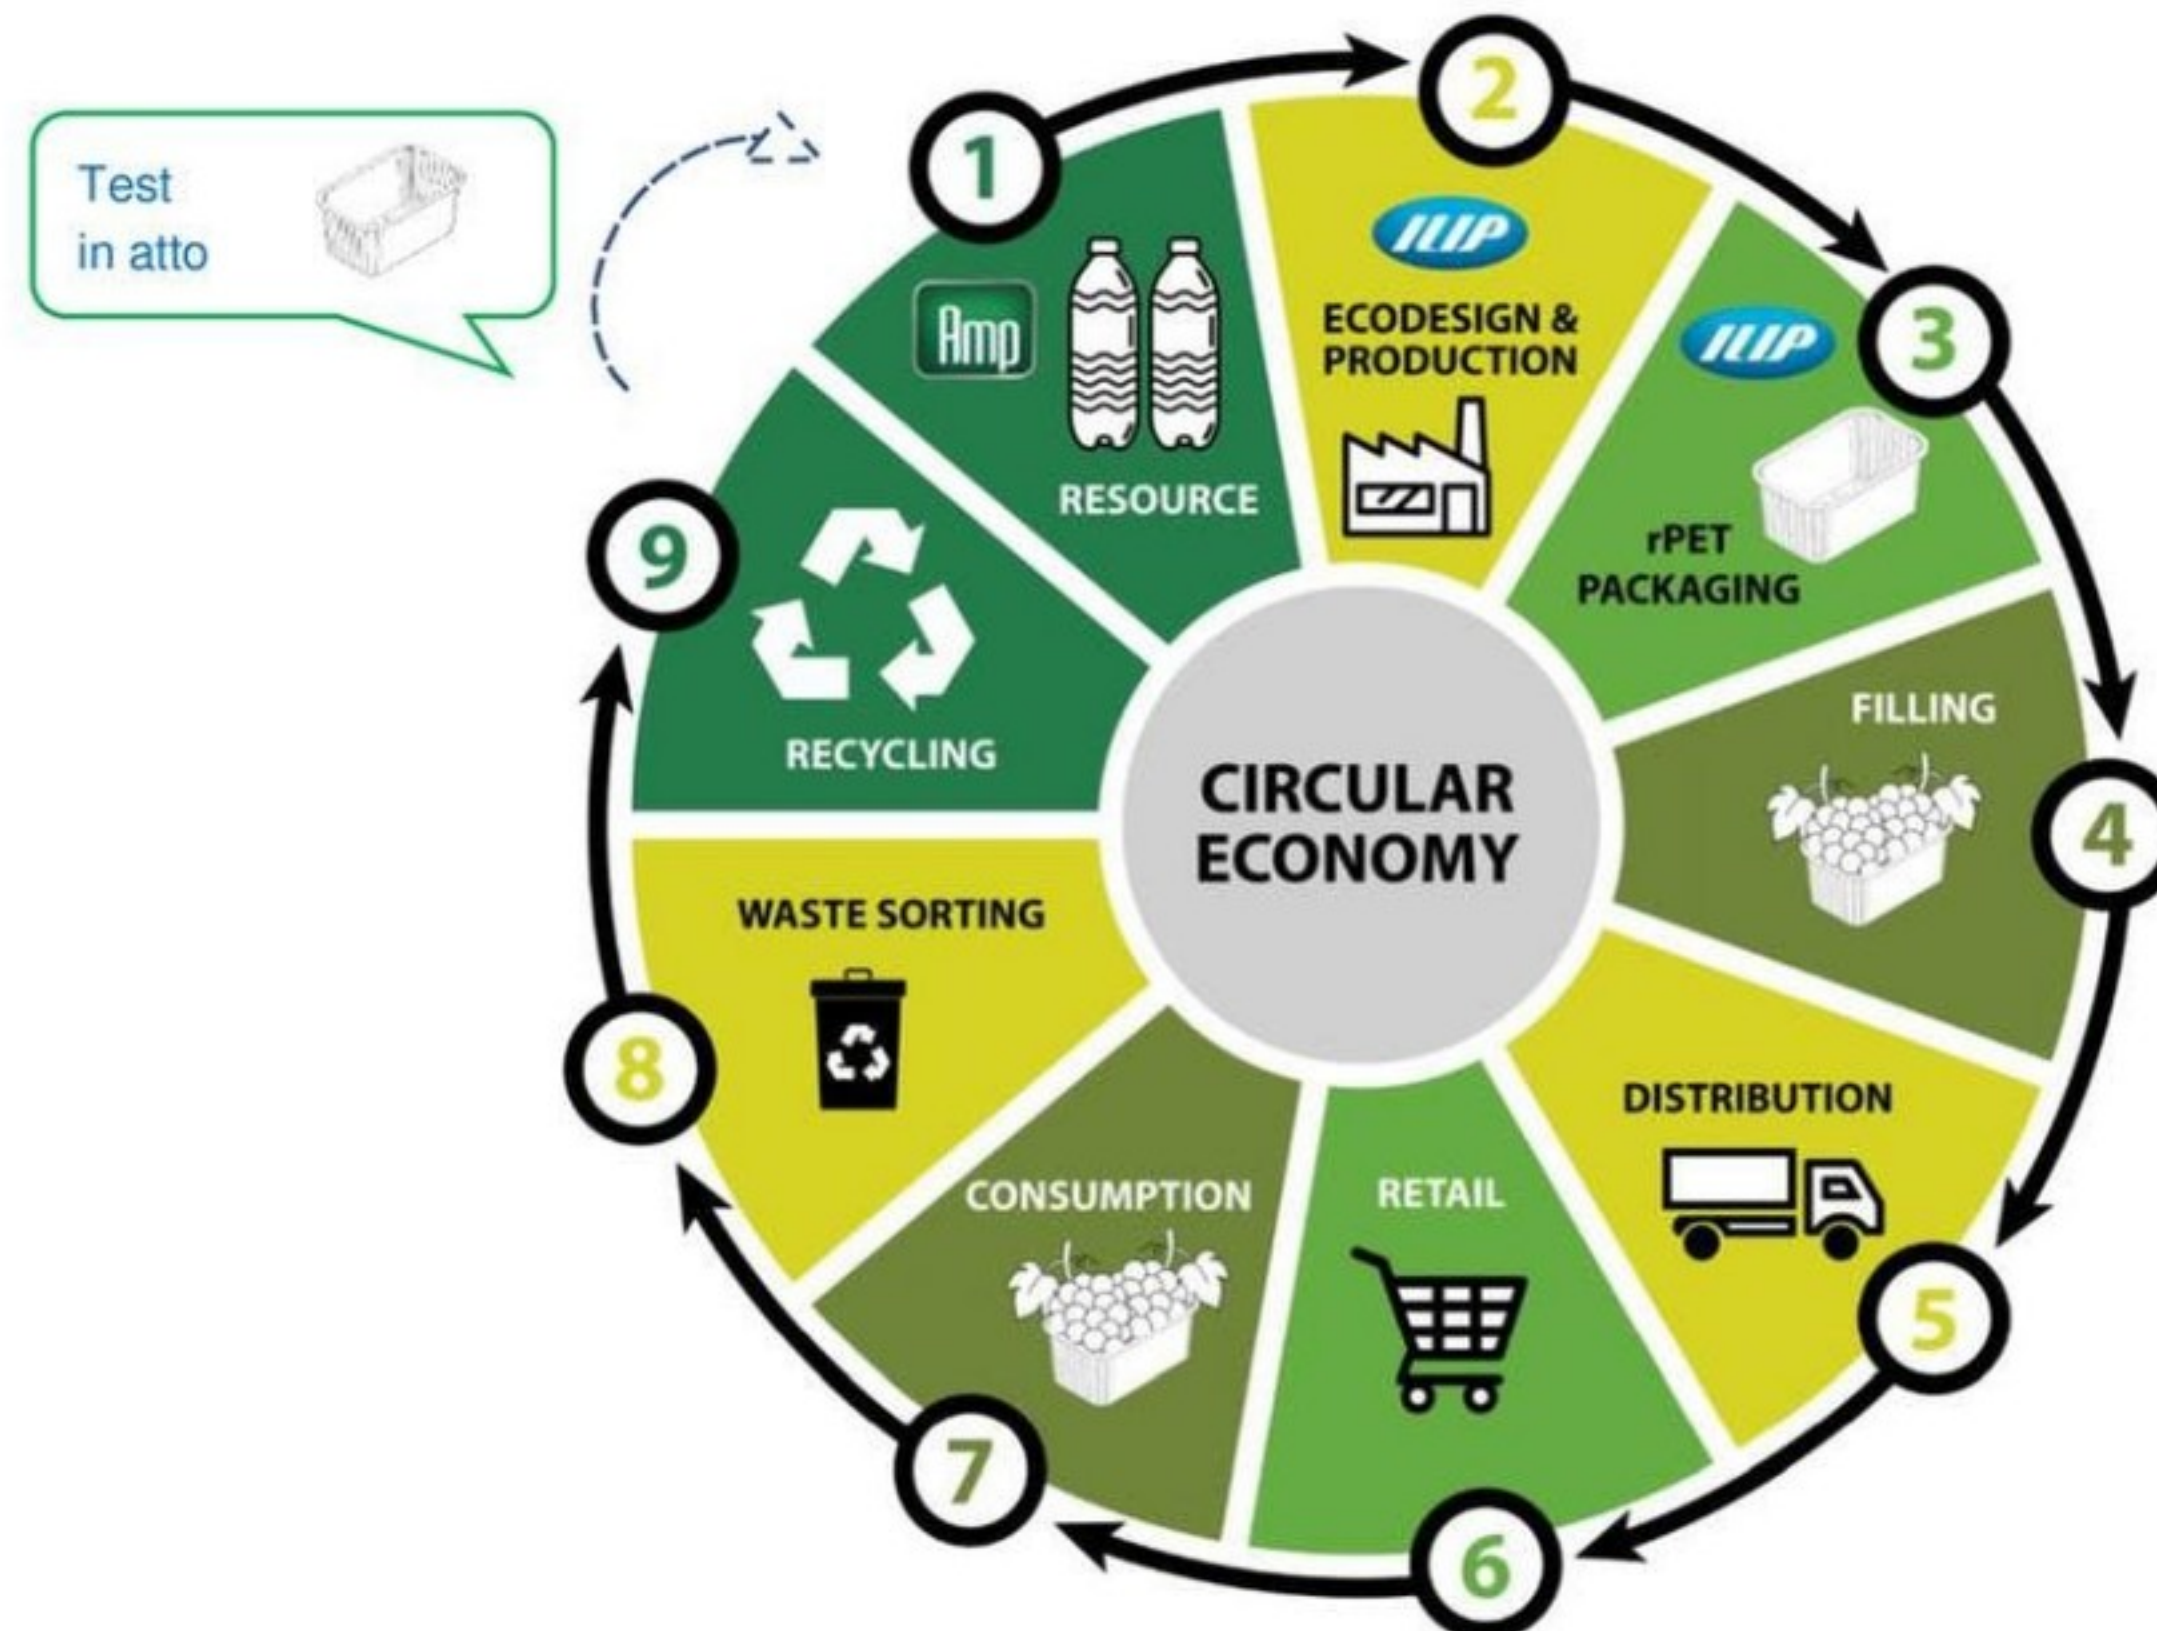 Test
in atto
1
Amp
RESOURCE
2
ILIP
ECODESIGN &
PRODUCTION
3
ILIP
rPET
PACKAGING
4
FILLING
5
DISTRIBUTION
6
RETAIL
7
CONSUMPTION
8
WASTE SORTING
9
RECYCLING
CIRCULAR
ECONOMY